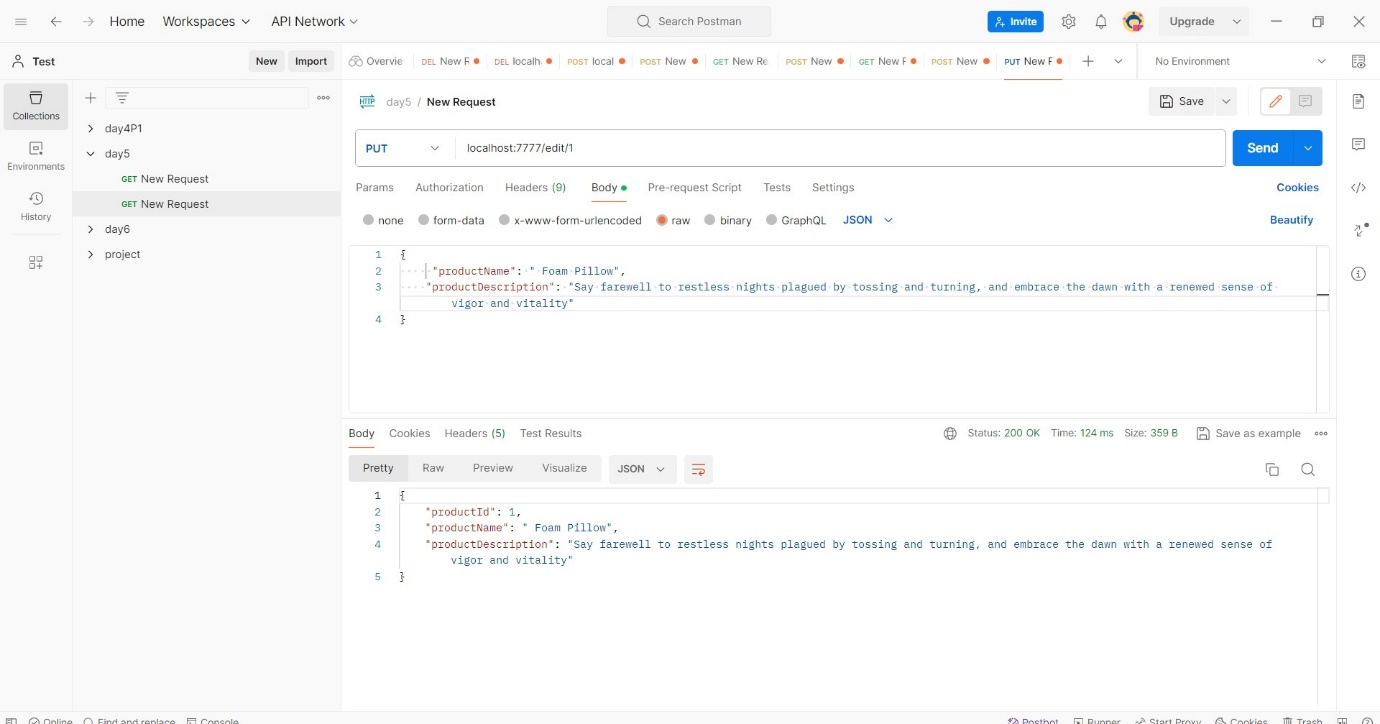 Home Workspaces API Network Search Postman Invite Upgrade
Test New Import Overvie DEL New R DEL localh POST local POST New GET New Re POST New GET New F POST New PUT New F No Environment
HTTP day5 / New Request Save
Collections
day4P1
PUT localhost:7777/edit/1 Send
day5
Environments
GET New Request
Params Authorization Headers (9) Body Pre-request Script Tests Settings Cookies
GET New Request
History
none form-data x-www-form-urlencoded raw binary GraphQL JSON Beautify
day6
project
1 {
2 "productName": " Foam Pillow",
3 "productDescription": "Say farewell to restless nights plagued by tossing and turning, and embrace the dawn with a renewed sense of
vigor and vitality"
4 }
Body Cookies Headers (5) Test Results Status: 200 OK Time: 124 ms Size: 359 B Save as example
Pretty Raw Preview Visualize JSON
1 {
2 "productId": 1,
3 "productName": " Foam Pillow",
4 "productDescription": "Say farewell to restless nights plagued by tossing and turning, and embrace the dawn with a renewed sense of
vigor and vitality"
5 }
Online Find and replace Console Postbot Runner Start Proxy Cookies Trash